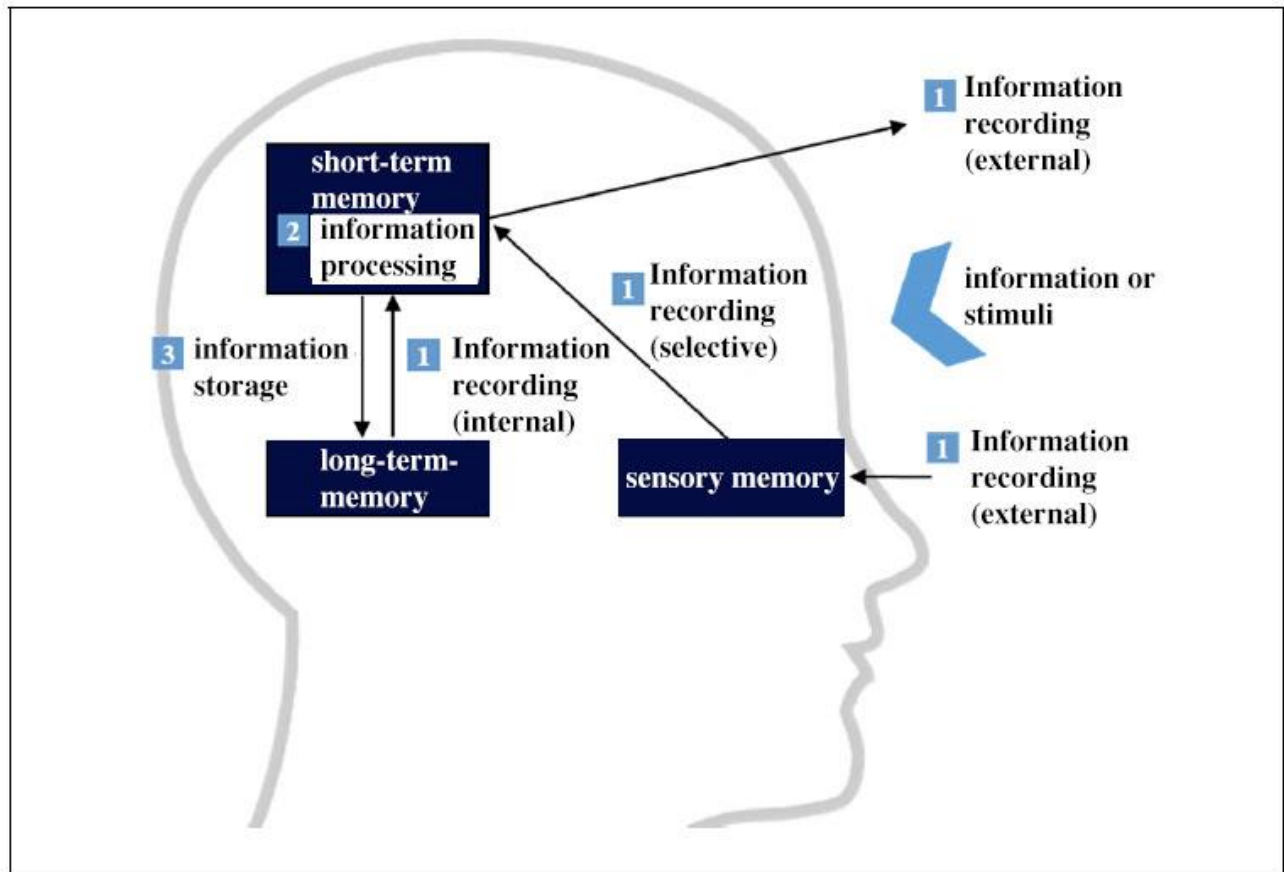 1 Information
recording
(external)
short-term
memory
2 information
processing
1 Information
recording
(selective)
information or
stimuli
3 information
storage
1 Information
recording
(internal)
long-term-
memory
sensory memory
1 Information
recording
(external)